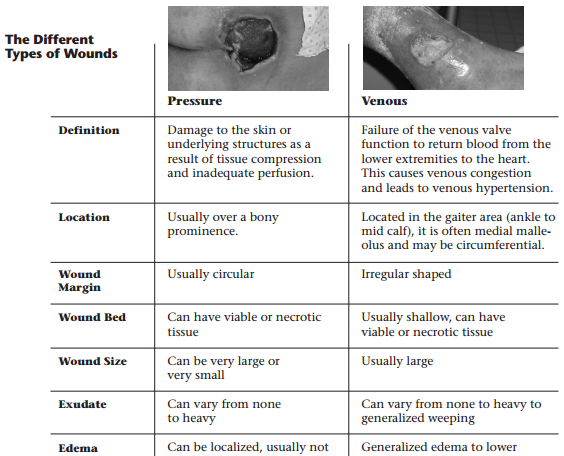 The Different
Types of Wounds
Pressure
Venous
Definition
Damage to the skin or
underlying structures as a
result of tissue compression
and inadequate perfusion.
Failure of the venous valve
function to return blood from the
lower extremities to the heart.
This causes venous congestion
and leads to venous hypertension.
Location
Usually over a bony
prominence.
Located in the gaiter area (ankle to
mid calf), it is often medial malle-
olus and may be circumferential.
Wound
Margin
Usually circular
Irregular shaped
Wound Bed
Can have viable or necrotic
tissue
Usually shallow, can have
viable or necrotic tissue
Wound Size
Can be very large or
very small
Usually large
Exudate
Can vary from none
to heavy
Can vary from none to heavy to
generalized weeping
Edema
Can be localized, usually not
Generalized edema to lower